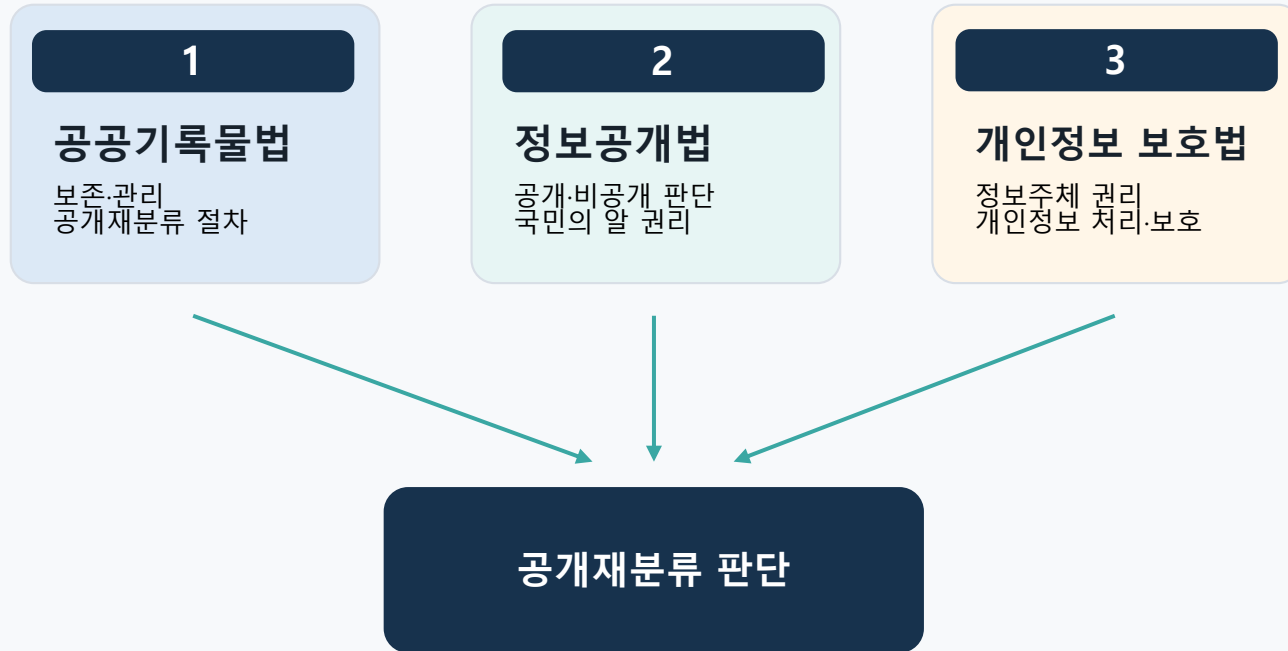 1
공공기록물법
보존·관리
공개재분류 절차
2
정보공개법
공개·비공개 판단
국민의 알 권리
3
개인정보 보호법
정보주체 권리
개인정보 처리·보호
공개재분류 판단